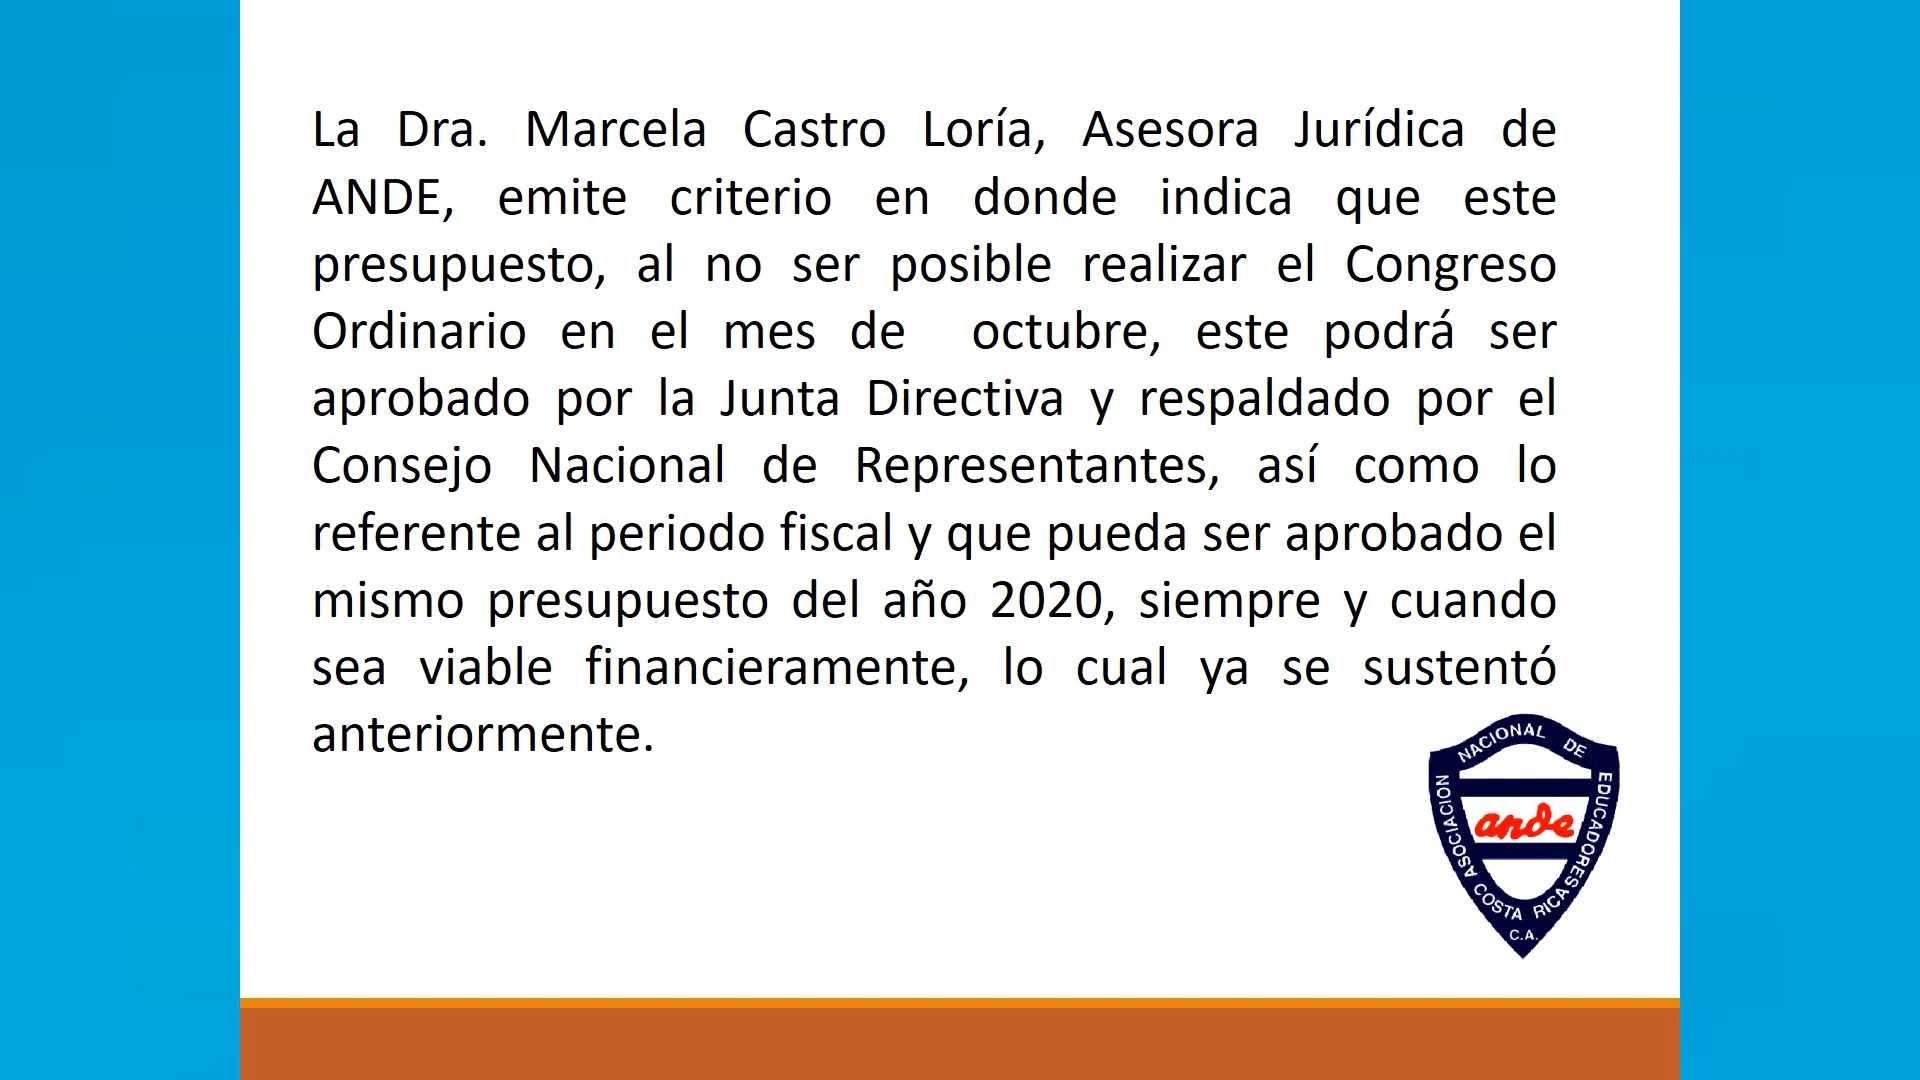 La Dra. Marcela Castro Loría, Asesora Jurídica de
ANDE, emite criterio en donde indica que este
presupuesto, al no ser posible realizar el Congreso
Ordinario en el mes de  octubre, este podrá ser
aprobado por la Junta Directiva y respaldado por el
Consejo Nacional de Representantes, así como lo
referente al periodo fiscal y que pueda ser aprobado el
mismo presupuesto del año 2020, siempre y cuando
sea viable financieramente, lo cual ya se sustentó
anteriormente.
ASOCIACION NACIONAL DE EDUCADORES
ande
COSTA RICA
C.A.